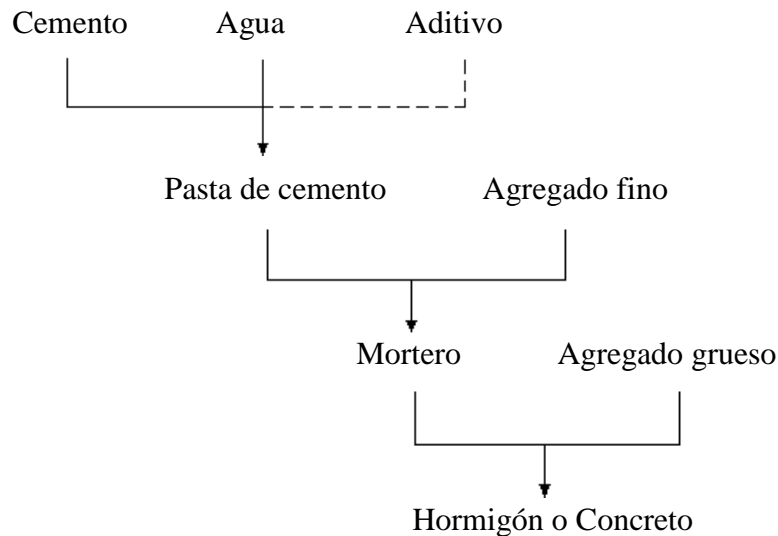 Cemento Agua Aditivo
Pasta de cemento Agregado fino
Mortero Agregado grueso
Hormigón o Concreto